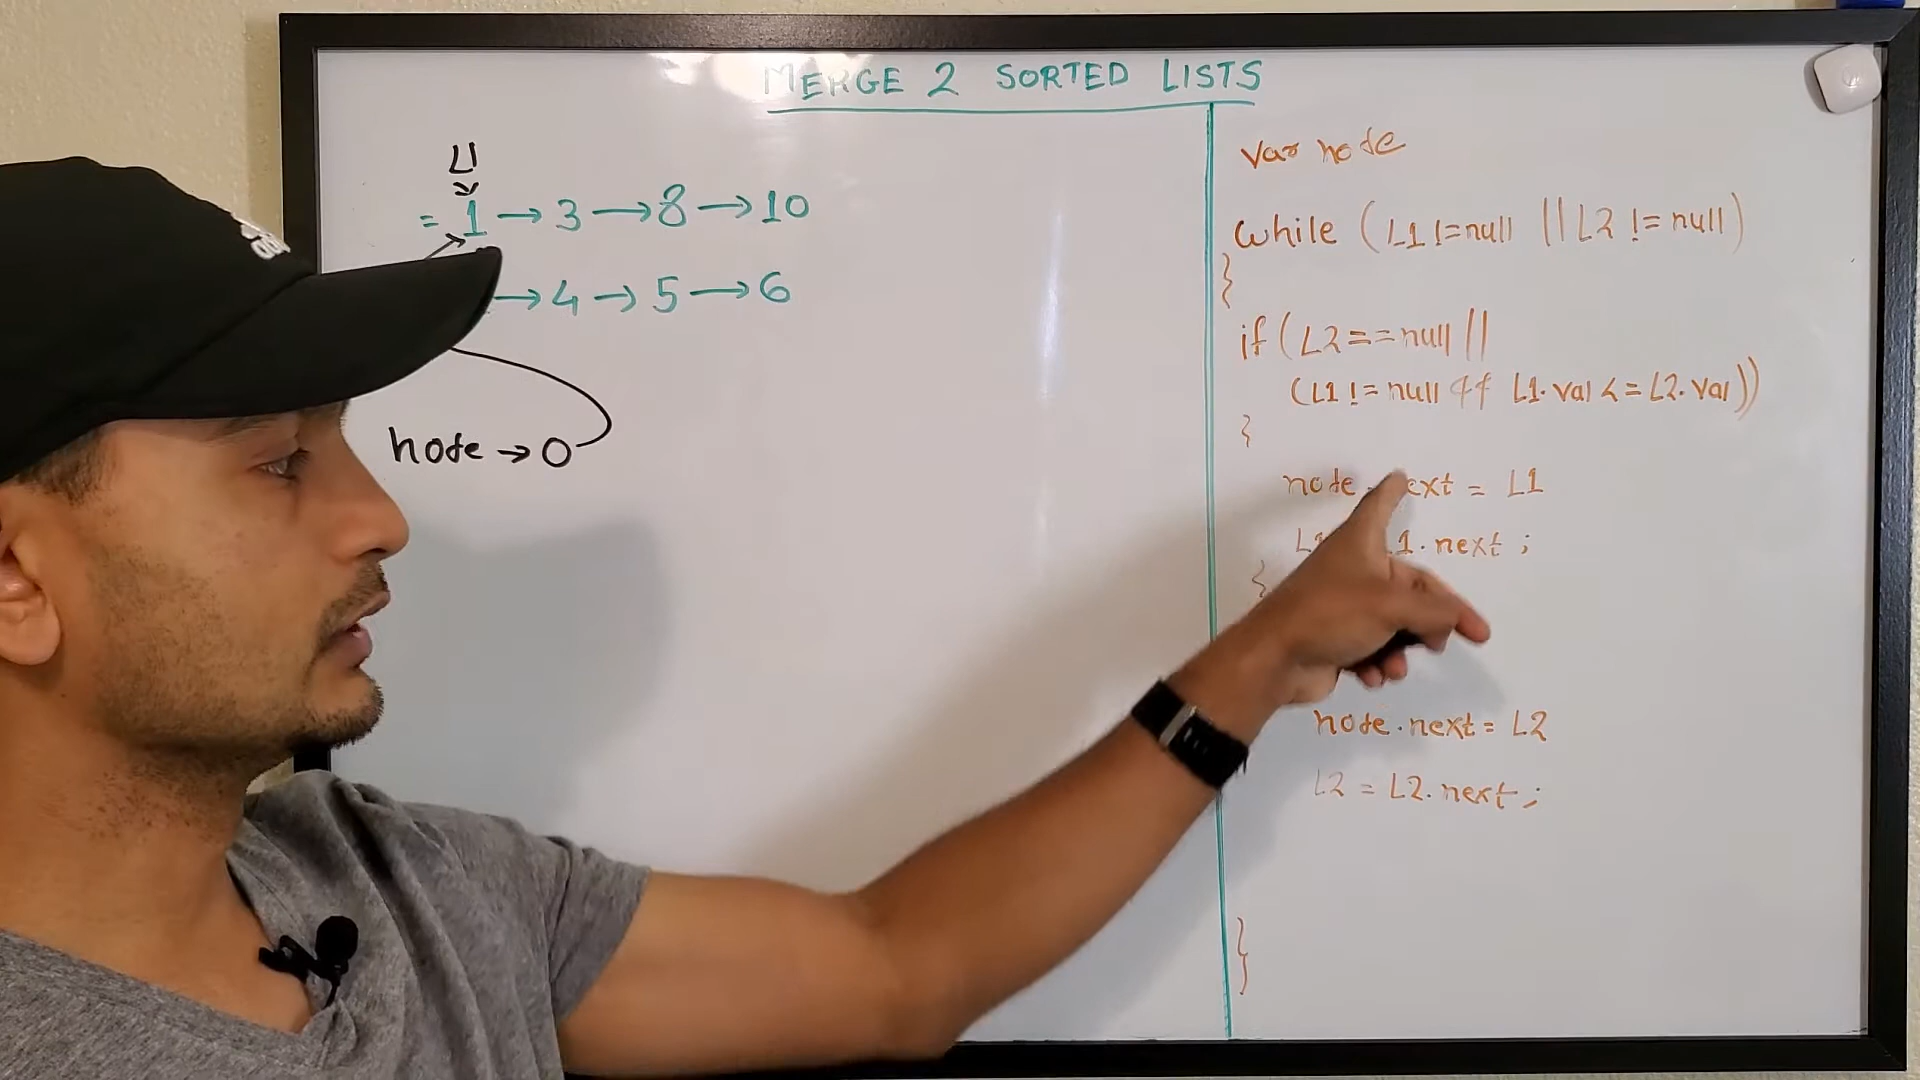 MERGE 2 SORTED LISTS
L1
= 1 → 3 → 8 → 10
→ 4 → 5 → 6
node → 0
var node
while (L1 != null || L2 != null)
}
if (L2 == null ||
(L1 != null && L1.val <= L2.val))
{
node.next = L1
L1.next ;
}
node.next = L2
L2 = L2.next ;
}